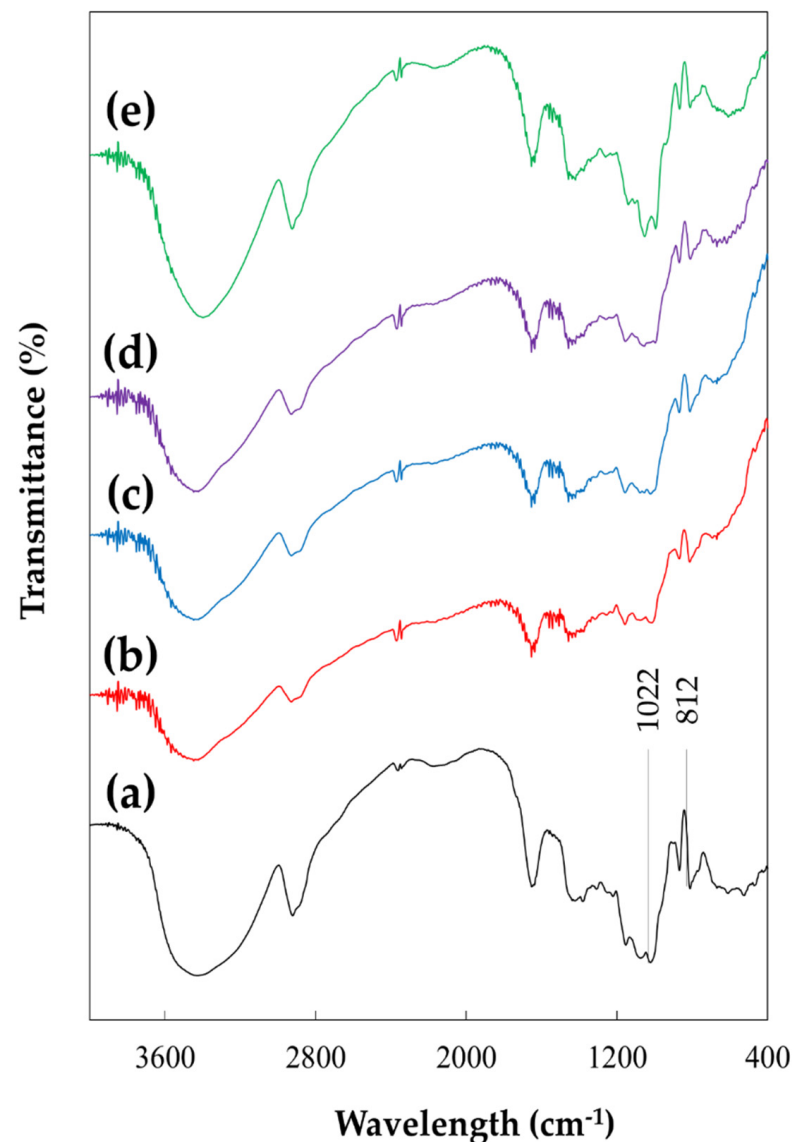 (e)
(d)
(c)
(b)
(a)
1022
812
Transmittance (%)
3600
2800
2000
1200
400
Wavelength (cm-1)